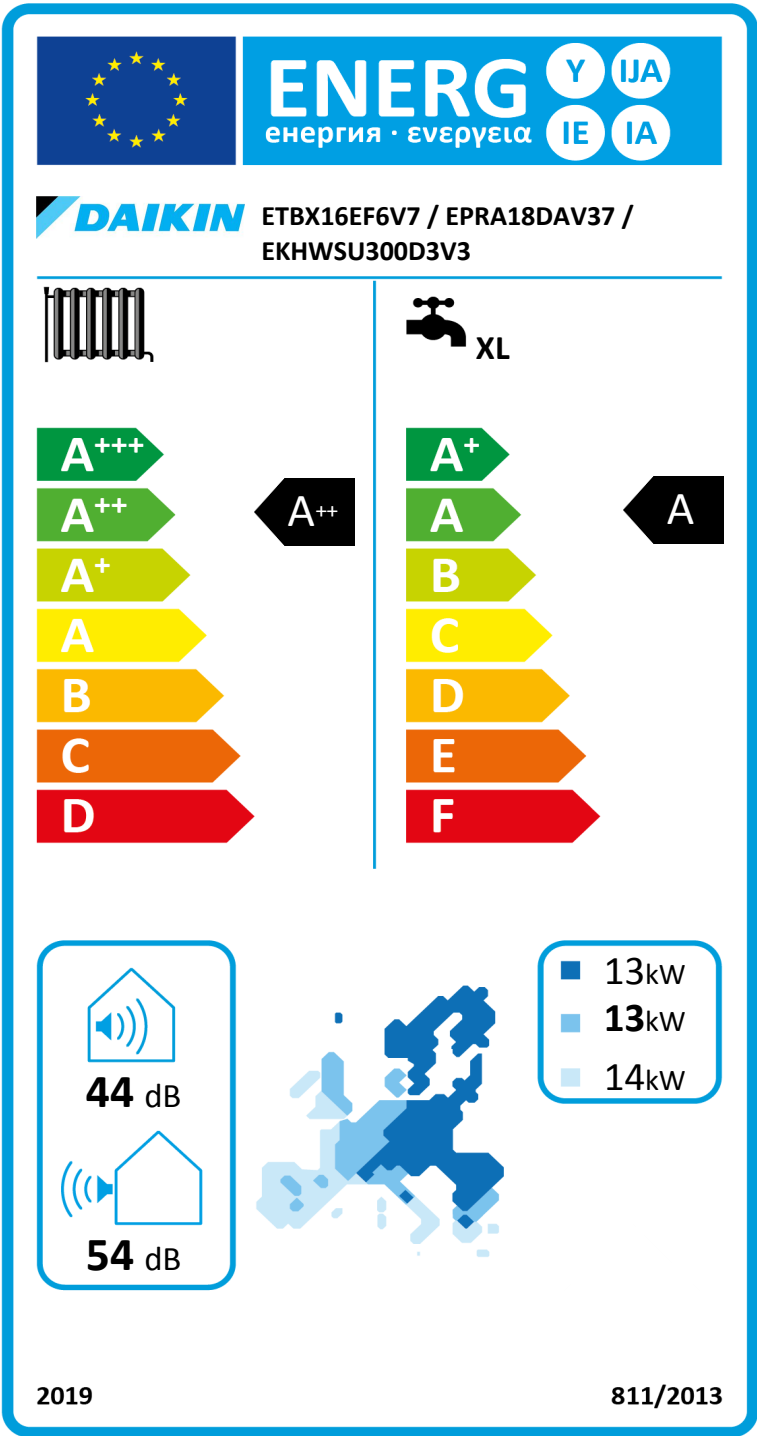 ENERG
енергия · ενεργεια
Y IJA
IE IA
DAIKIN
ETBX16EF6V7 / EPRA18DAV37 /
EKHWSU300D3V3
XL
A+++
A++
A+
A
B
C
D
A++
A+
A
B
C
D
E
F
A
44 dB
54 dB
13kW
13kW
14kW
2019
811/2013